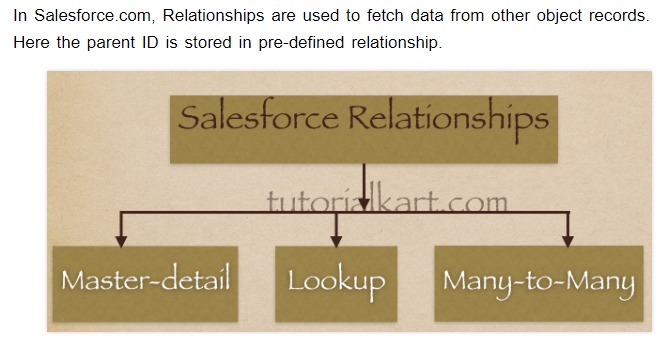 In Salesforce.com, Relationships are used to fetch data from other object records.
Here the parent ID is stored in pre-defined relationship.
Salesforce Relationships
tutorialkart.com
Master-detail Lookup Many-to-Many